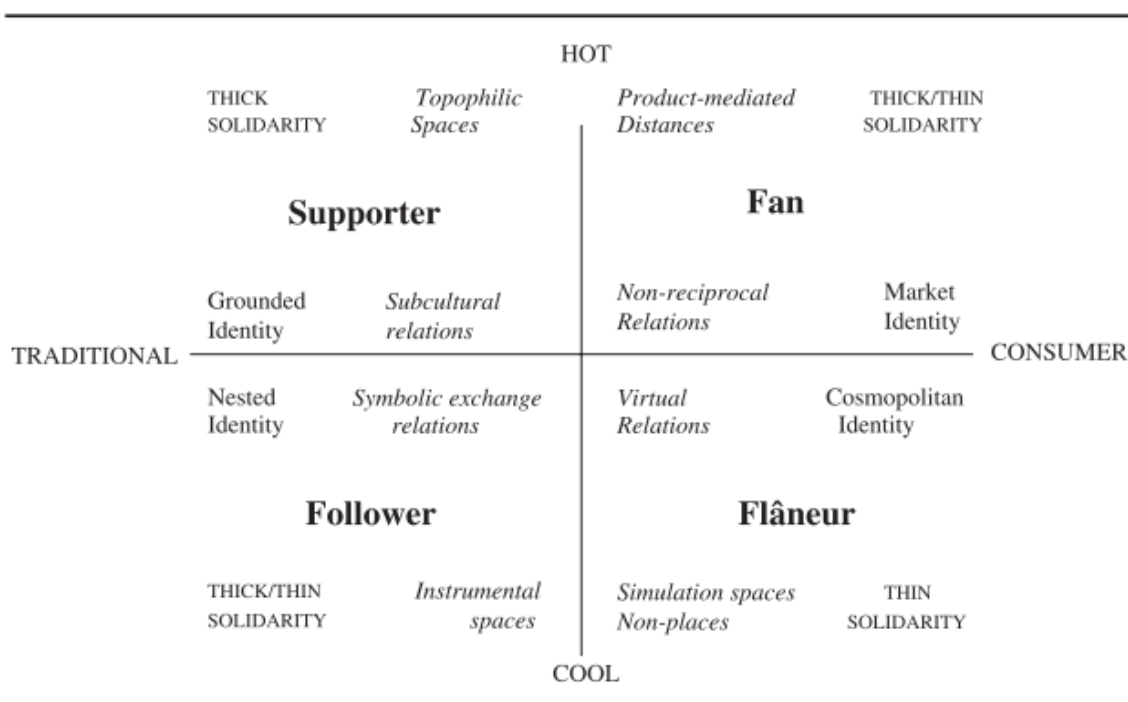 HOT
THICK
SOLIDARITY
Topophilic
Spaces
Product-mediated
Distances
THICK/THIN
SOLIDARITY
Supporter
Fan
Grounded
Identity
Subcultural
relations
Non-reciprocal
Relations
Market
Identity
TRADITIONAL
CONSUMER
Nested
Identity
Symbolic exchange
relations
Virtual
Relations
Cosmopolitan
Identity
Follower
Flâneur
THICK/THIN
SOLIDARITY
Instrumental
spaces
Simulation spaces
Non-places
THIN
SOLIDARITY
COOL